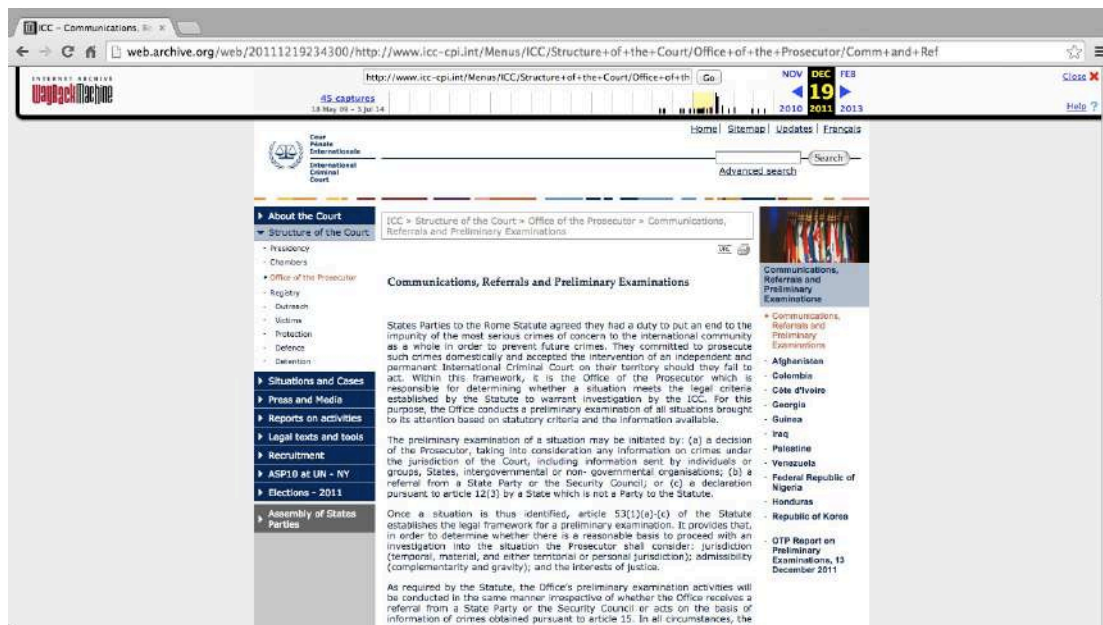 ICC – Communications, Re
web.archive.org/web/20111219234300/http://www.icc-cpi.int/Menus/ICC/Structure+of+the+Court/Office+of+the+Prosecutor/Comm+and+Ref
INTERNET ARCHIVE
WayBackMachine
http://www.icc-cpi.int/Menus/ICC/Structure+of+the+Court/Office+of+th
Go
45 captures
18 May 09 – 5 Jul 14
NOV DEC FEB
19
2010 2011 2013
Close
Help ?
Home| Sitemap| Updates| Français
Cour
Pénale
Internationale
International
Criminal
Court
Search
Advanced search
About the Court
Structure of the Court
- Presidency
- Chambers
Office of the Prosecutor
- Registry
- Outreach
- Victims
- Protection
- Defence
- Detention
Situations and Cases
Press and Media
Reports on activities
Legal texts and tools
Recruitment
ASP10 at UN - NY
Elections - 2011
Assembly of States
Parties
ICC > Structure of the Court > Office of the Prosecutor > Communications,
Referrals and Preliminary Examinations
Communications, Referrals and Preliminary Examinations
States Parties to the Rome Statute agreed they had a duty to put an end to the
impunity of the most serious crimes of concern to the international community
as a whole in order to prevent future crimes. They committed to prosecute
such crimes domestically and accepted the intervention of an independent and
permanent International Criminal Court on their territory should they fail to
act. Within this framework, it is the Office of the Prosecutor which is
responsible for determining whether a situation meets the legal criteria
established by the Statute to warrant investigation by the ICC. For this
purpose, the Office conducts a preliminary examination of all situations brought
to its attention based on statutory criteria and the information available.
The preliminary examination of a situation may be initiated by: (a) a decision
of the Prosecutor, taking into consideration any information on crimes under
the jurisdiction of the Court, including information sent by individuals or
groups, States, intergovernmental or non- governmental organisations; (b) a
referral from a State Party or the Security Council; or (c) a declaration
pursuant to article 12(3) by a State which is not a Party to the Statute.
Once a situation is thus identified, article 53(1)(a)-(c) of the Statute
establishes the legal framework for a preliminary examination. It provides that,
in order to determine whether there is a reasonable basis to proceed with an
investigation into the situation the Prosecutor shall consider: jurisdiction
(temporal, material, and either territorial or personal jurisdiction); admissibility
(complementarity and gravity); and the interests of justice.
As required by the Statute, the Office's preliminary examination activities will
be conducted in the same manner irrespective of whether the Office receives a
referral from a State Party or the Security Council or acts on the basis of
information of crimes obtained pursuant to article 15. In all circumstances, the
Communications,
Referrals and
Preliminary
Examinations
Communications,
Referrals and
Preliminary
Examinations
- Afghanistan
- Colombia
- Côte d'Ivoire
- Georgia
- Guinea
- Iraq
- Palestine
- Venezuela
- Federal Republic of
Nigeria
- Honduras
- Republic of Korea
- OTP Report on
Preliminary
Examinations, 13
December 2011